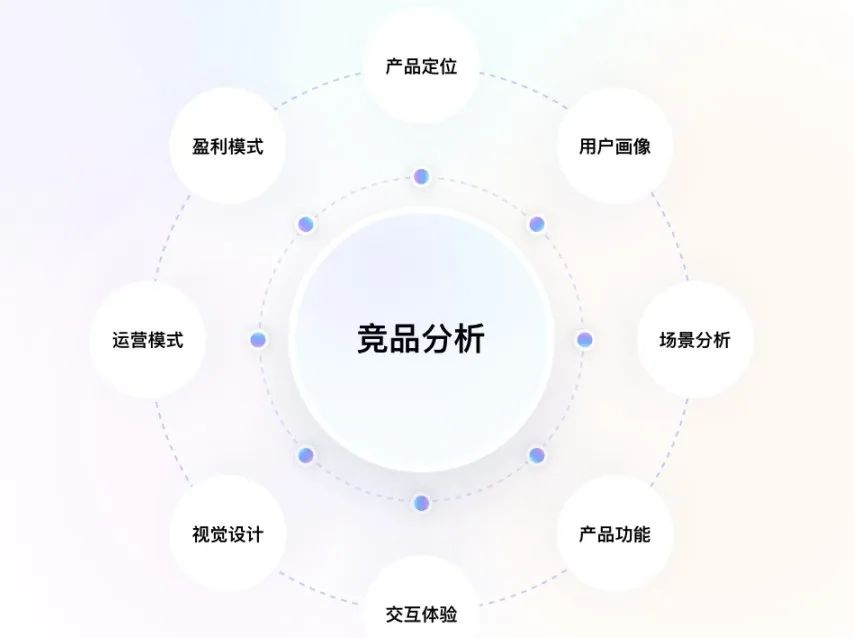 产品定位
用户画像
场景分析
产品功能
交互体验
视觉设计
运营模式
盈利模式
竞品分析